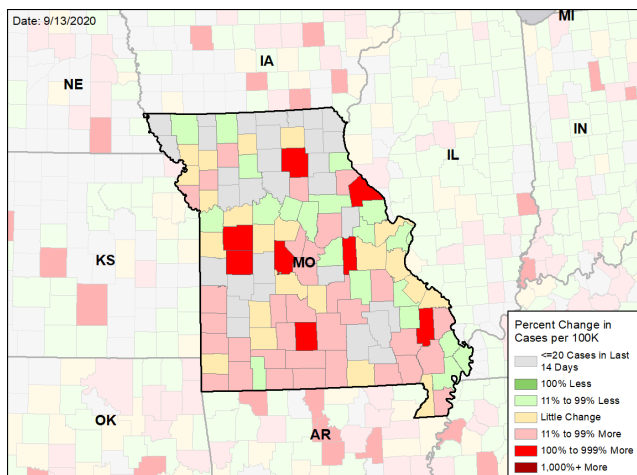 Date: 9/13/2020
MI
IA
NE
IL
IN
KS
MO
OK
AR
Percent Change in
Cases per 100K
<=20 Cases in Last
14 Days
100% Less
11% to 99% Less
Little Change
11% to 99% More
100% to 999% More
1,000%+ More